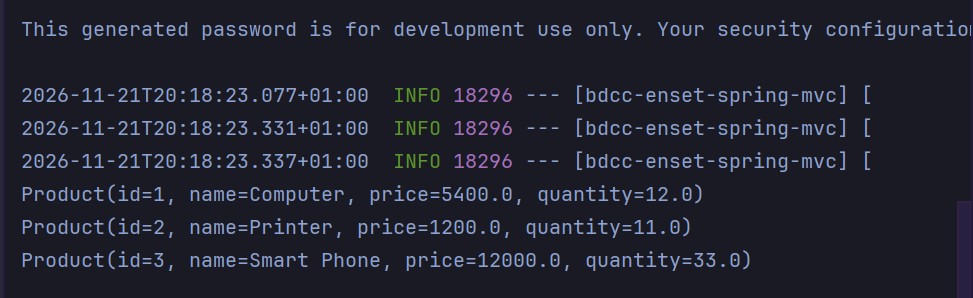 This generated password is for development use only. Your security configuration
2026-11-21T20:18:23.077+01:00  INFO 18296 --- [bdcc-enset-spring-mvc] [
2026-11-21T20:18:23.331+01:00  INFO 18296 --- [bdcc-enset-spring-mvc] [
2026-11-21T20:18:23.337+01:00  INFO 18296 --- [bdcc-enset-spring-mvc] [
Product(id=1, name=Computer, price=5400.0, quantity=12.0)
Product(id=2, name=Printer, price=1200.0, quantity=11.0)
Product(id=3, name=Smart Phone, price=12000.0, quantity=33.0)